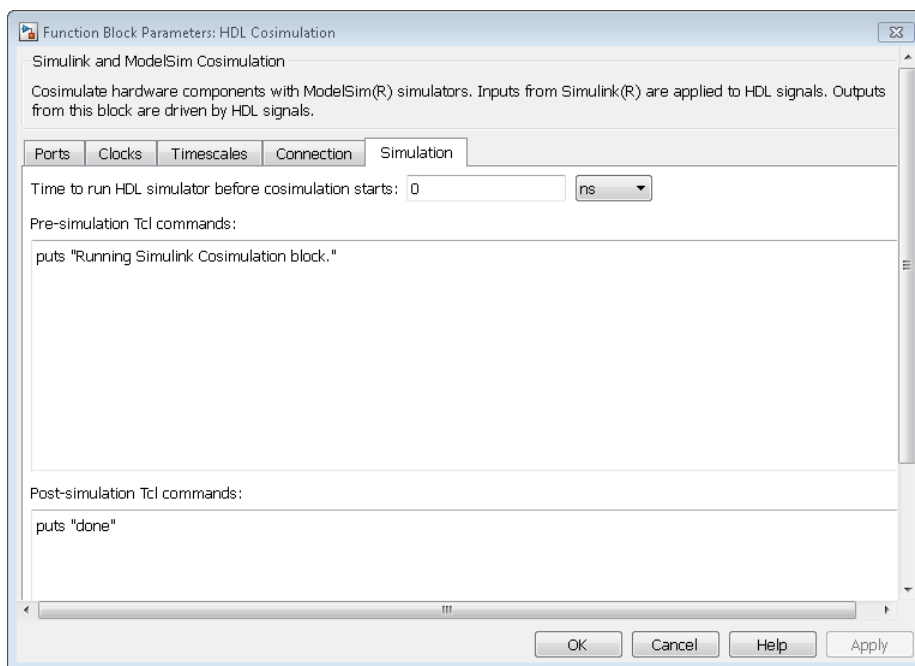 Function Block Parameters: HDL Cosimulation
Simulink and ModelSim Cosimulation
Cosimulate hardware components with ModelSim(R) simulators. Inputs from Simulink(R) are applied to HDL signals. Outputs
from this block are driven by HDL signals.
Ports Clocks Timescales Connection Simulation
Time to run HDL simulator before cosimulation starts: 0 ns
Pre-simulation Tcl commands:
puts "Running Simulink Cosimulation block."
Post-simulation Tcl commands:
puts "done"
OK Cancel Help Apply